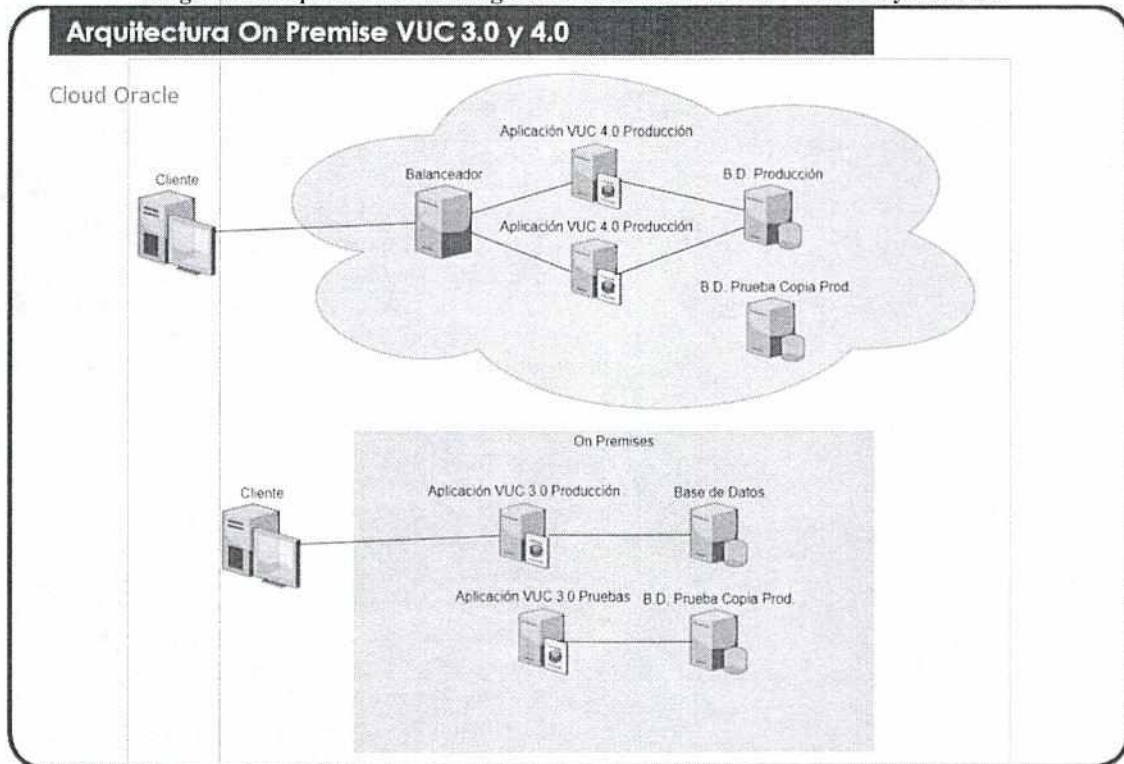 Arquitectura On Premise VUC 3.0 y 4.0
Cloud Oracle
Aplicación VUC 4.0 Producción
Cliente
Balanceador
B.D. Producción
Aplicación VUC 4.0 Producción
B.D. Prueba Copia Prod.
On Premises
Cliente
Aplicación VUC 3.0 Producción
Base de Datos
Aplicación VUC 3.0 Pruebas
B.D. Prueba Copia Prod.